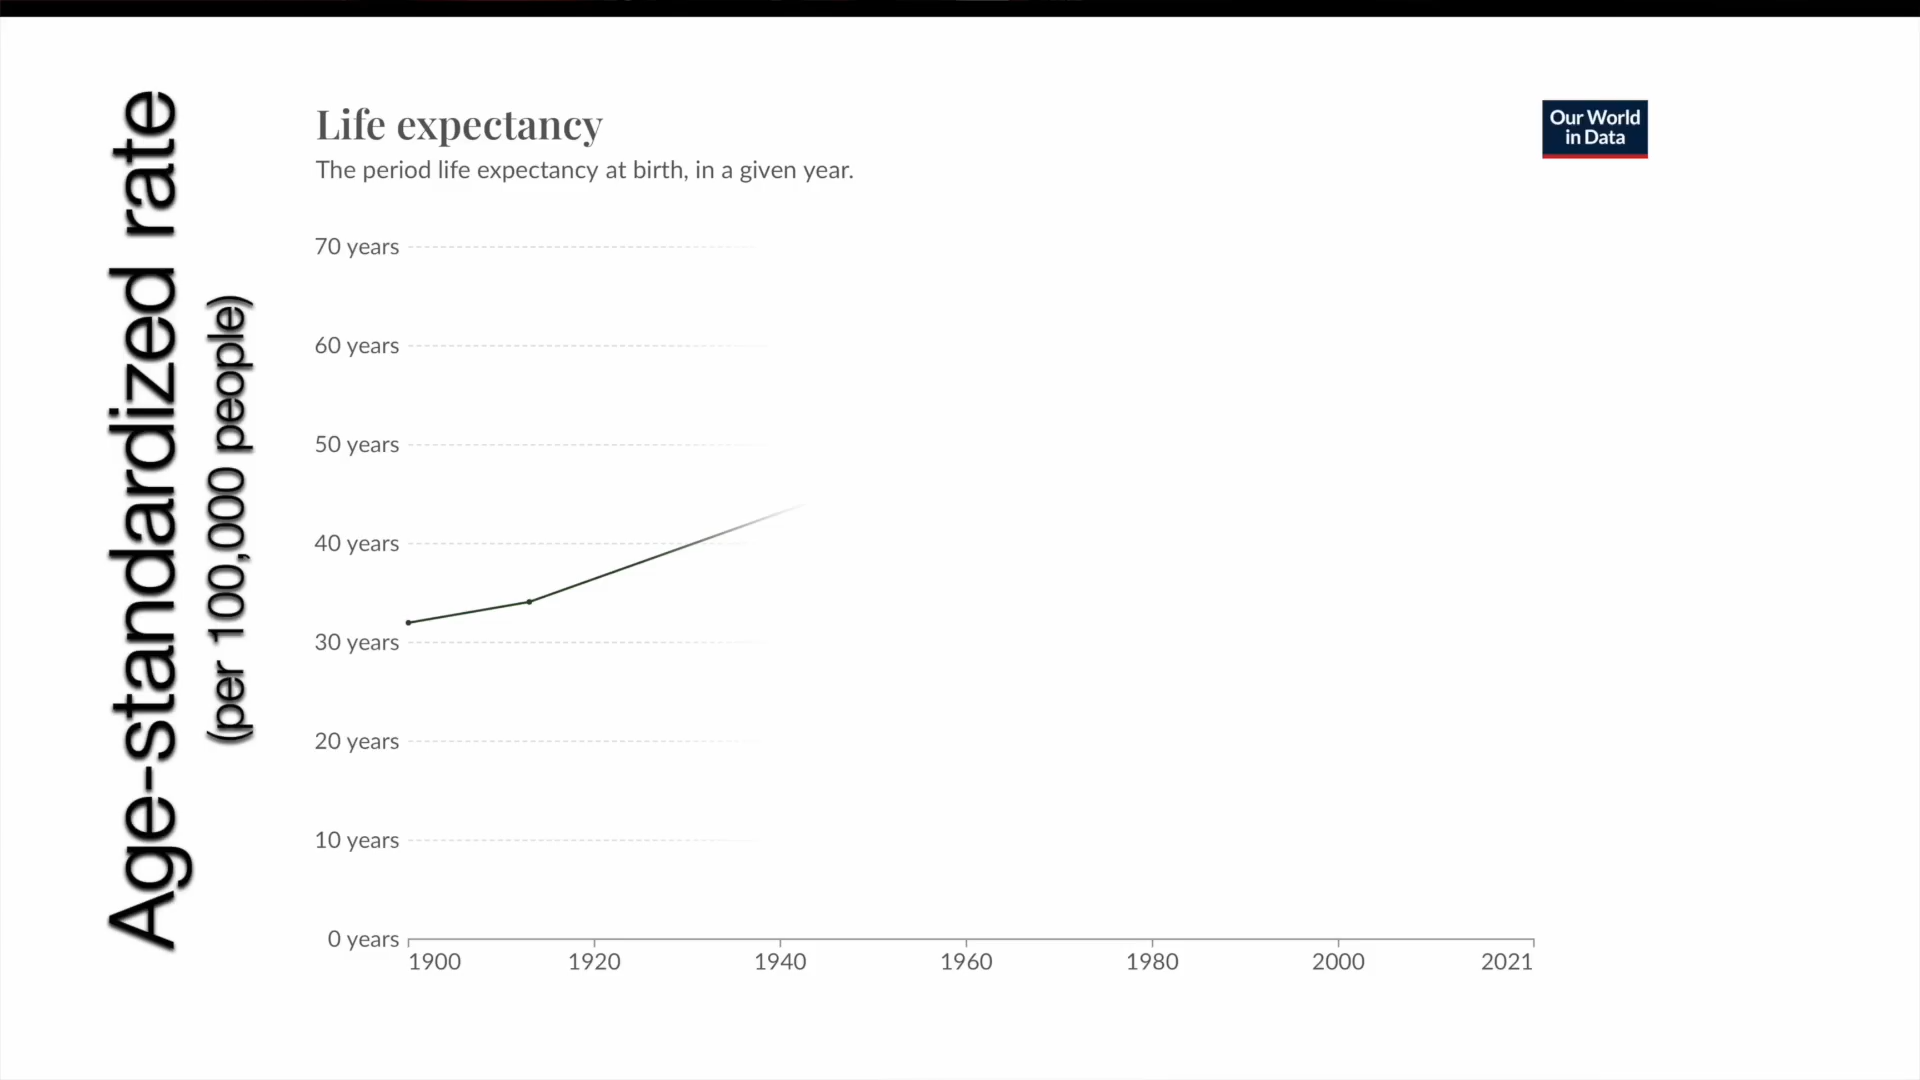 Age-standardized rate
(per 100,000 people)
Life expectancy
The period life expectancy at birth, in a given year.
Our World
in Data
70 years
60 years
50 years
40 years
30 years
20 years
10 years
0 years
1900 1920 1940 1960 1980 2000 2021